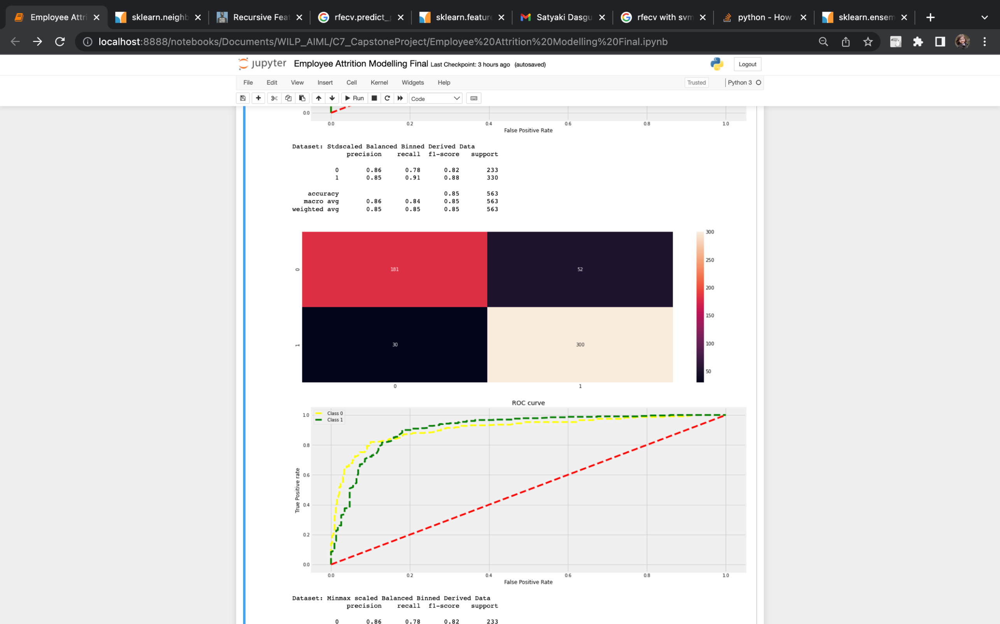 Employee Attri
sklearn.neighb
Recursive Feat
rfecv.predict_p
sklearn.feature
Satyaki Dasgu
rfecv with svm
python - How
sklearn.ensem
localhost:8888/notebooks/Documents/WILP_AIML/C7_CapstoneProject/Employee%20Attrition%20Modelling%20Final.ipynb
jupyter Employee Attrition Modelling Final Last Checkpoint: 3 hours ago (autosaved)
Logout
File Edit View Insert Cell Kernel Widgets Help
Trusted
Python 3
Run
Code
0.0
0.0 0.2 0.4 0.6 0.8 1.0
False Positive Rate
Dataset: Stdscaled Balanced Binned Derived Data
precision recall f1-score support
0 0.86 0.78 0.82 233
1 0.85 0.91 0.88 330
accuracy 0.85 563
macro avg 0.86 0.84 0.85 563
weighted avg 0.85 0.85 0.85 563
0
181
52
1
30
300
0 1
300
250
200
150
100
50
ROC curve
Class 0
Class 1
True Positive rate
1.0
0.8
0.6
0.4
0.2
0.0
0.0 0.2 0.4 0.6 0.8 1.0
False Positive Rate
Dataset: Minmax scaled Balanced Binned Derived Data
precision recall f1-score support
0 0.86 0.78 0.82 233